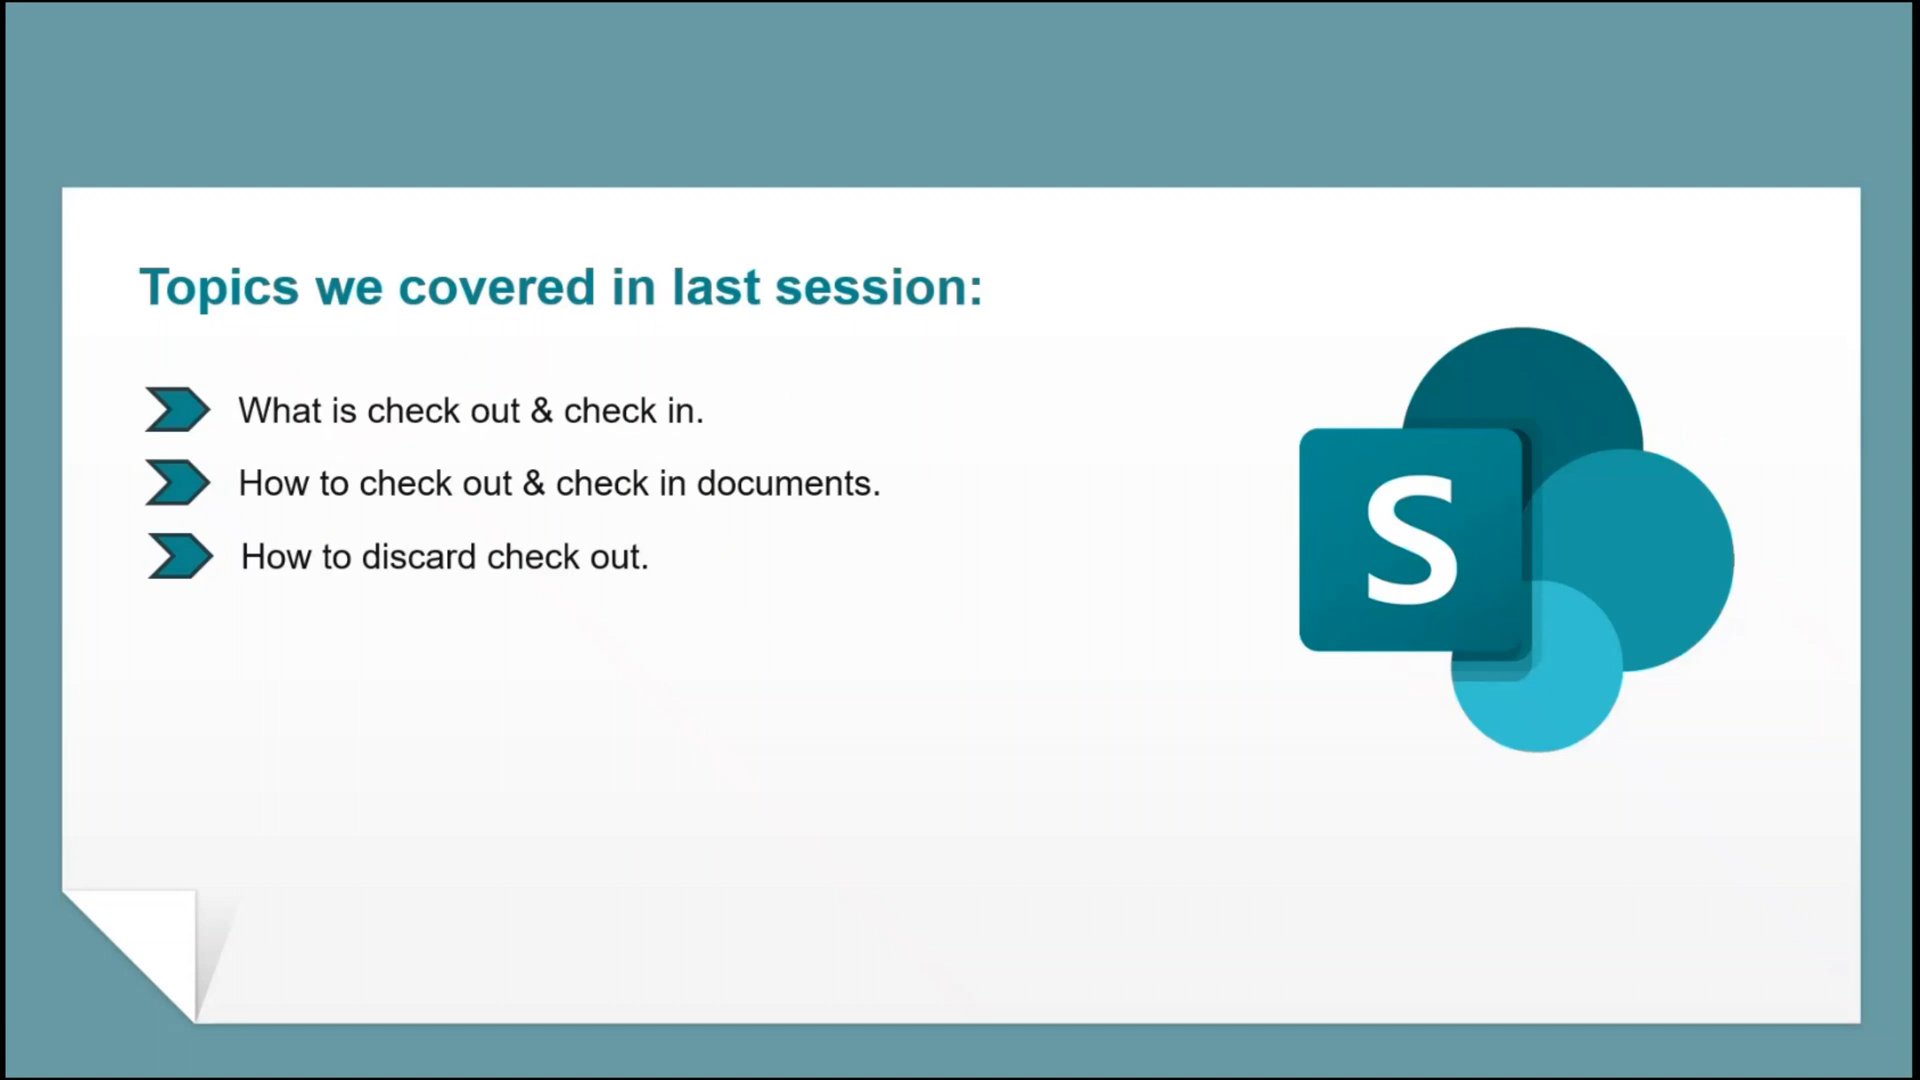 Topics we covered in last session:
What is check out & check in.
How to check out & check in documents.
How to discard check out.
S